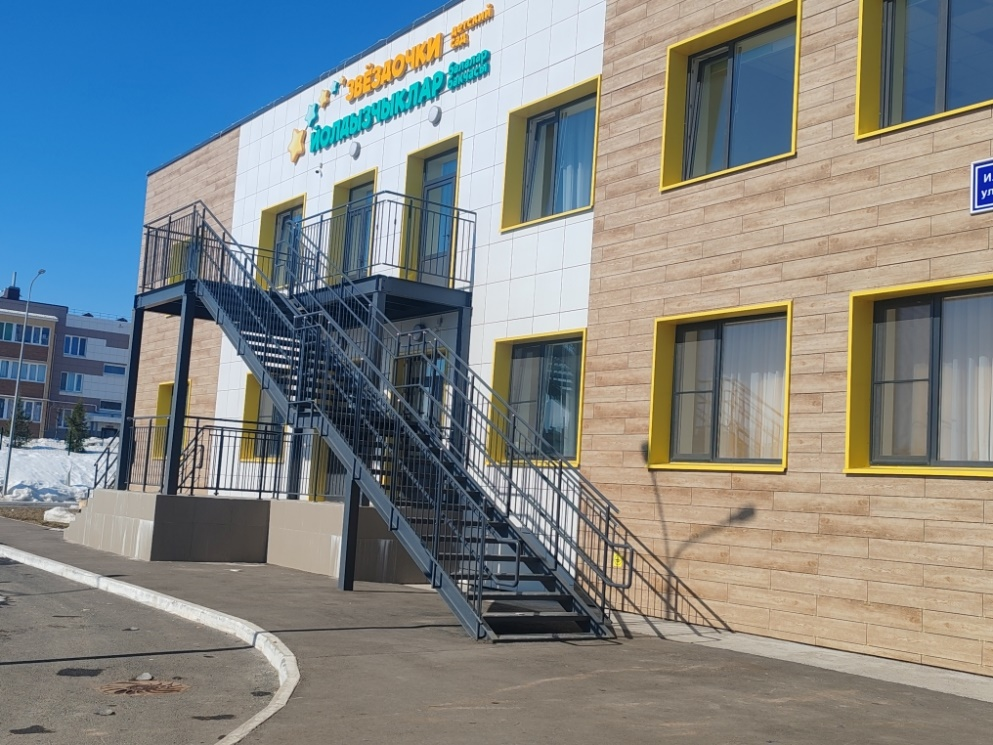 ЗВЁЗДОЧКИ детский сад
ЙОЛДЫЗЧЫКЛАР балалар бакчасы